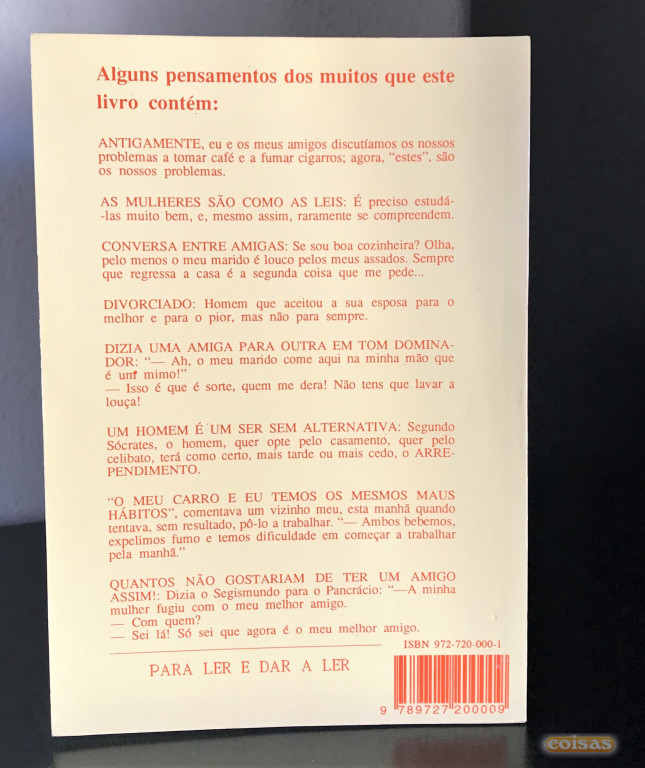 Alguns pensamentos dos muitos que este
livro contém:
ANTIGAMENTE, eu e os meus amigos discutíamos os nossos
problemas a tomar café e a fumar cigarros; agora, “estes”, são
os nossos problemas.
AS MULHERES SÃO COMO AS LEIS: É preciso estudá-
-las muito bem, e, mesmo assim, raramente se compreendem.
CONVERSA ENTRE AMIGAS: Se sou boa cozinheira? Olha,
pelo menos o meu marido é louco pelos meus assados. Sempre
que regressa a casa é a segunda coisa que me pede...
DIVORCIADO: Homem que aceitou a sua esposa para o
melhor e para o pior, mas não para sempre.
DIZIA UMA AMIGA PARA OUTRA EM TOM DOMINA-
DOR: “— Ah, o meu marido come aqui na minha mão que
é um mimo!”
— Isso é que é sorte, quem me dera! Não tens que lavar a
louça!
UM HOMEM É UM SER SEM ALTERNATIVA: Segundo
Sócrates, o homem, quer opte pelo casamento, quer pelo
celibato, terá como certo, mais tarde ou mais cedo, o ARRE-
PENDIMENTO.
“O MEU CARRO E EU TEMOS OS MESMOS MAUS
HÁBITOS”, comentava um vizinho meu, esta manhã quando
tentava, sem resultado, pô-lo a trabalhar. “— Ambos bebemos,
expelimos fumo e temos dificuldade em começar a trabalhar
pela manhã.”
QUANTOS NÃO GOSTARIAM DE TER UM AMIGO
ASSIM!: Dizia o Segismundo para o Pancrácio: “—A minha
mulher fugiu com o meu melhor amigo.
— Com quem?
— Sei lá! Só sei que agora é o meu melhor amigo.
ISBN 972-720-000-1
PARA LER E DAR A LER
9 789727 200009
coisas